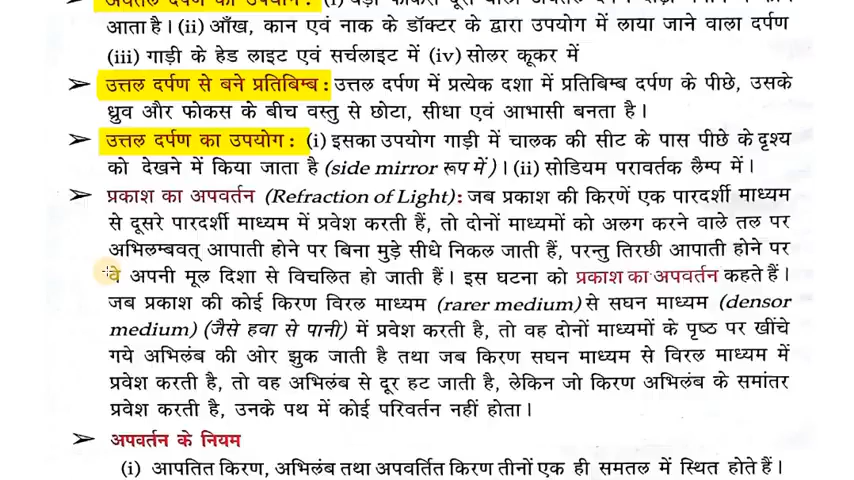 अवतल दर्पण का उपयोग : (i)
आता है। (ii) आँख, कान एवं नाक के डॉक्टर के द्वारा उपयोग में लाया जाने वाला दर्पण
(iii) गाड़ी के हेड लाइट एवं सर्चलाइट में (iv) सोलर कूकर में
➢ उत्तल दर्पण से बने प्रतिबिम्ब : उत्तल दर्पण में प्रत्येक दशा में प्रतिबिम्ब दर्पण के पीछे, उसके
ध्रुव और फोकस के बीच वस्तु से छोटा, सीधा एवं आभासी बनता है।
➢ उत्तल दर्पण का उपयोग : (i) इसका उपयोग गाड़ी में चालक की सीट के पास पीछे के दृश्य
को देखने में किया जाता है (side mirror रूप में)। (ii) सोडियम परावर्तक लैम्प में।
➢ प्रकाश का अपवर्तन (Refraction of Light) : जब प्रकाश की किरणें एक पारदर्शी माध्यम
से दूसरे पारदर्शी माध्यम में प्रवेश करती हैं, तो दोनों माध्यमों को अलग करने वाले तल पर
अभिलम्बवत् आपाती होने पर बिना मुड़े सीधे निकल जाती हैं, परन्तु तिरछी आपाती होने पर
वे अपनी मूल दिशा से विचलित हो जाती हैं। इस घटना को प्रकाश का अपवर्तन कहते हैं।
जब प्रकाश की कोई किरण विरल माध्यम (rarer medium) से सघन माध्यम (densor
medium) (जैसे हवा से पानी) में प्रवेश करती है, तो वह दोनों माध्यमों के पृष्ठ पर खींचे
गये अभिलंब की ओर झुक जाती है तथा जब किरण सघन माध्यम से विरल माध्यम में
प्रवेश करती है, तो वह अभिलंब से दूर हट जाती है, लेकिन जो किरण अभिलंब के समांतर
प्रवेश करती है, उनके पथ में कोई परिवर्तन नहीं होता।
➢ अपवर्तन के नियम
(i) आपतित किरण, अभिलंब तथा अपवर्तित किरण तीनों एक ही समतल में स्थित होते हैं।